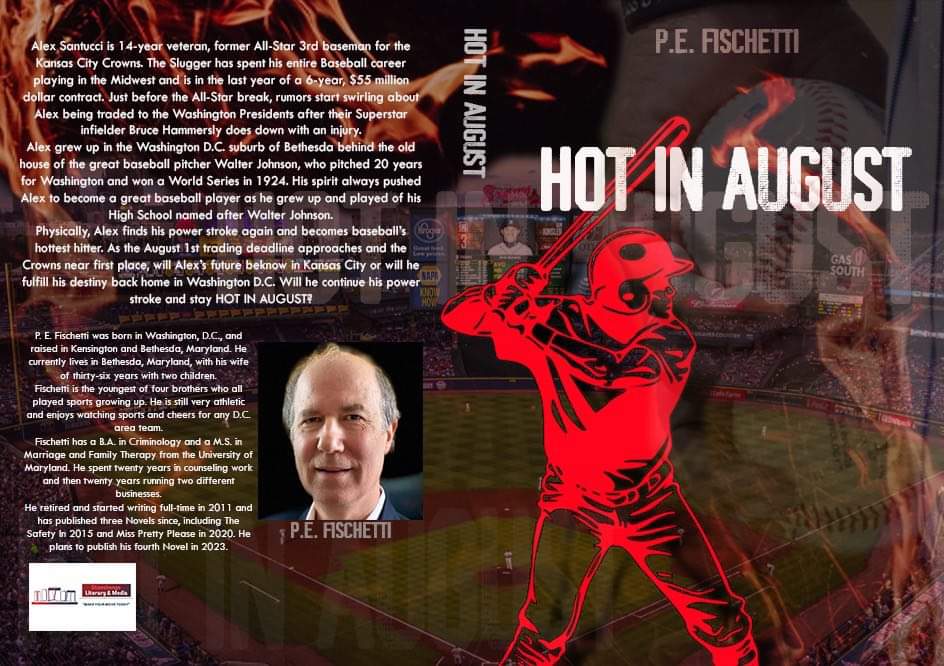 Alex Santucci is 14-year veteran, former All-Star 3rd baseman for the
Kansas City Crowns. The Slugger has spent his entire Baseball career
playing in the Midwest and is in the last year of a 6-year, $55 million
dollar contract. Just before the All-Star break, rumors start swirling about
Alex being traded to the Washington Presidents after their Superstar
infielder Bruce Hammersly does down with an injury.
Alex grew up in the Washington D.C. suburb of Bethesda behind the old
house of the great baseball pitcher Walter Johnson, who pitched 20 years
for Washington and won a World Series in 1924. His spirit always pushed
Alex to become a great baseball player as he grew up and played of his
High School named after Walter Johnson.
Physically, Alex finds his power stroke again and becomes baseball's
hottest hitter. As the August 1st trading deadline approaches and the
Crowns near first place, will Alex's future beknow in Kansas City or will he
fulfill his destiny back home in Washington D.C. Will he continue his power
stroke and stay HOT IN AUGUST?
P. E. Fischetti was born in Washington, D.C., and
raised in Kensington and Bethesda, Maryland. He
currently lives in Bethesda, Maryland, with his wife
of thirty-six years with two children.
Fischetti is the youngest of four brothers who all
played sports growing up. He is still very athletic
and enjoys watching sports and cheers for any D.C.
area team.
Fischetti has a B.A. in Criminology and a M.S. in
Marriage and Family Therapy from the University of
Maryland. He spent twenty years in counseling work
and then twenty years running two different
businesses.
He retired and started writing full-time in 2011 and
has published three Novels since, including The
Safety In 2015 and Miss Pretty Please in 2020. He
plans to publish his fourth Novel in 2023.
P.E. FISCHETTI
Stonehenge
Literary & Media
HOT IN AUGUST
P.E. FISCHETTI
HOT IN AUGUST
Kroger
NAPA
KNOW
HOW
GAS
SOUTH
HOT IN AUGUST
IN AUGUST